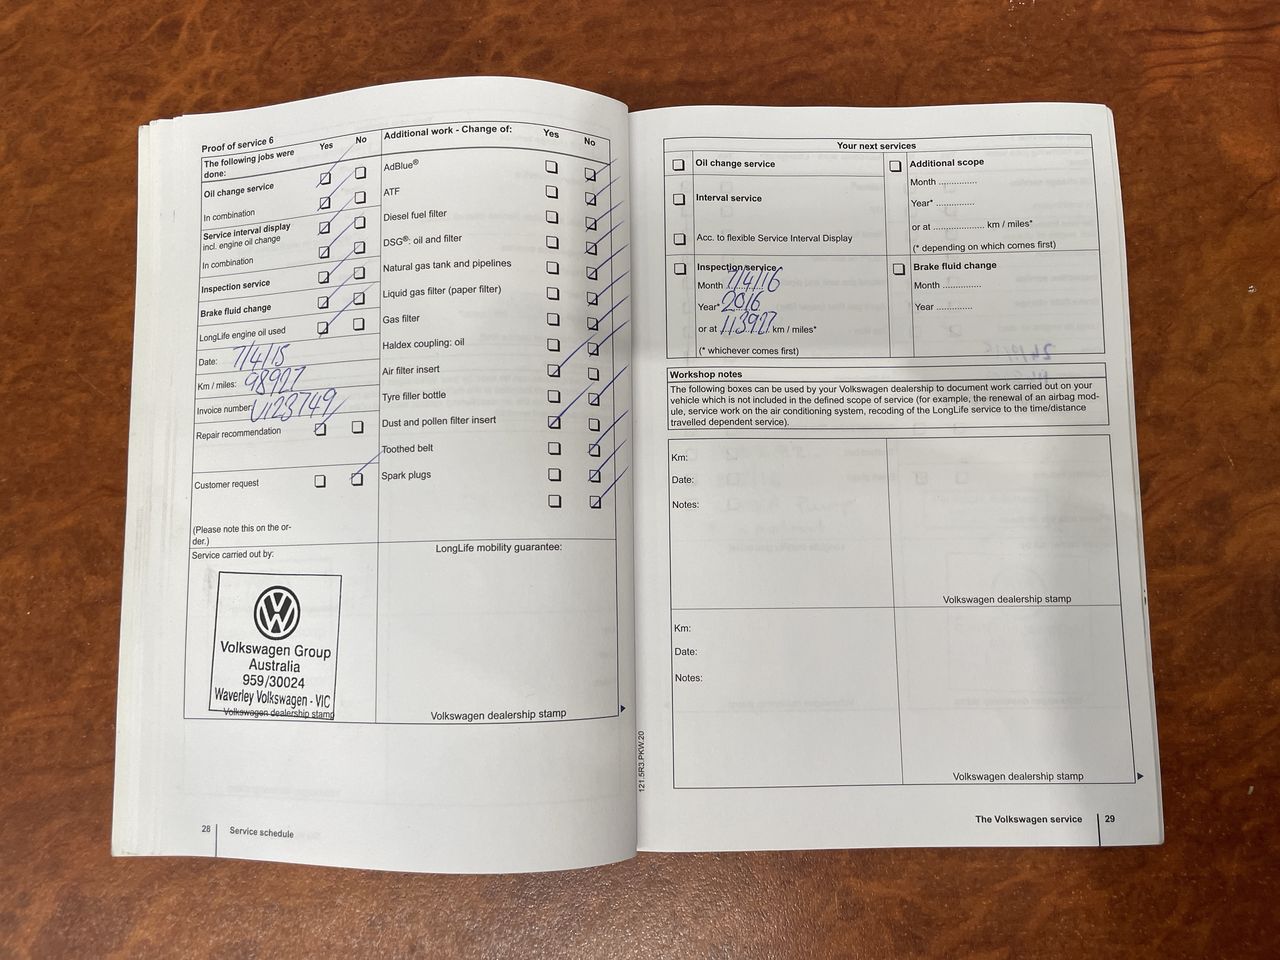 Proof of service 6
The following jobs were done:
Yes No
Oil change service
In combination
Service interval display
incl. engine oil change
In combination
Inspection service
Brake fluid change
LongLife engine oil used
Date: 7/4/15
Km / miles: 98927
Invoice number: U123749
Repair recommendation
Customer request
(Please note this on the or-
der.)
Service carried out by:
Volkswagen Group
Australia
959/30024
Waverley Volkswagen - VIC
Volkswagen dealership stamp
Additional work - Change of: Yes No
AdBlue®
ATF
Diesel fuel filter
DSG®: oil and filter
Natural gas tank and pipelines
Liquid gas filter (paper filter)
Gas filter
Haldex coupling: oil
Air filter insert
Tyre filler bottle
Dust and pollen filter insert
Toothed belt
Spark plugs
LongLife mobility guarantee:
Volkswagen dealership stamp
28 Service schedule
Your next services
Oil change service
Interval service
Acc. to flexible Service Interval Display
Additional scope
Month ..............
Year* ..............
or at ................... km / miles*
(* depending on which comes first)
Inspection service
Month 7/4/16
Year* 2016
or at 113927 km / miles*
(* whichever comes first)
Brake fluid change
Month ..............
Year .............
Workshop notes
The following boxes can be used by your Volkswagen dealership to document work carried out on your
vehicle which is not included in the defined scope of service (for example, the renewal of an airbag mod-
ule, service work on the air conditioning system, recoding of the LongLife service to the time/distance
travelled dependent service).
Km:
Date:
Notes:
Volkswagen dealership stamp
Km:
Date:
Notes:
Volkswagen dealership stamp
121.5R3.PKW.20
The Volkswagen service 29